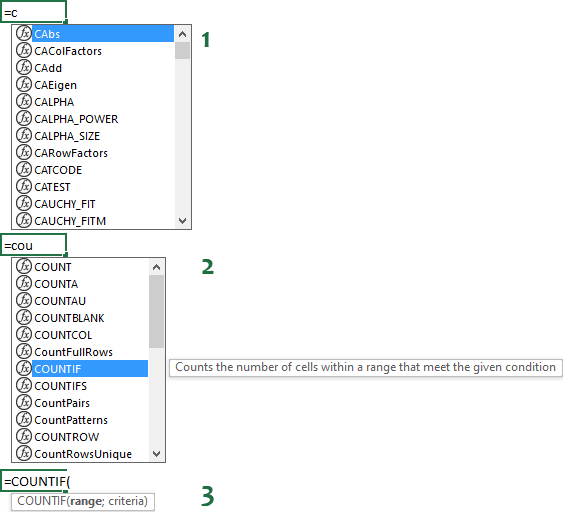 =c
1
CAbs
CAColFactors
CAdd
CAEigen
CALPHA
CALPHA_POWER
CALPHA_SIZE
CARowFactors
CATCODE
CATEST
CAUCHY_FIT
CAUCHY_FITM
=cou
2
COUNT
COUNTA
COUNTAU
COUNTBLANK
COUNTCOL
CountFullRows
COUNTIF Counts the number of cells within a range that meet the given condition
COUNTIFS
CountPairs
CountPatterns
COUNTROW
CountRowsUnique
=COUNTIF(
3
COUNTIF(range; criteria)